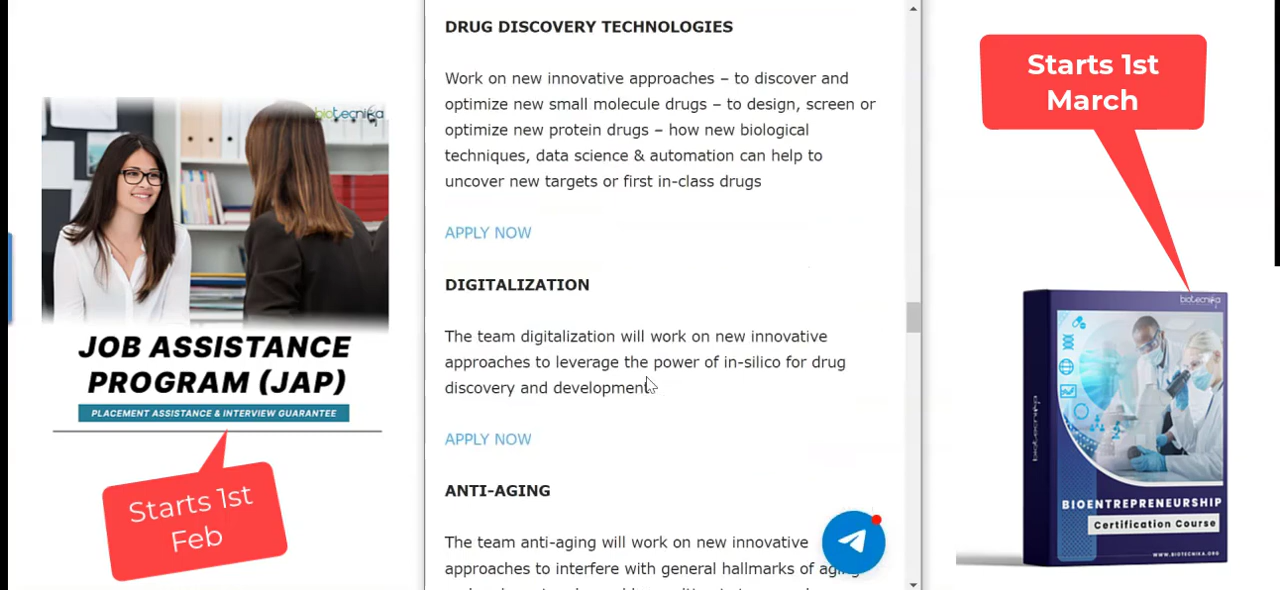 biotecnika
JOB ASSISTANCE
PROGRAM (JAP)
PLACEMENT ASSISTANCE & INTERVIEW GUARANTEE
Starts 1st
Feb
DRUG DISCOVERY TECHNOLOGIES
Work on new innovative approaches – to discover and
optimize new small molecule drugs – to design, screen or
optimize new protein drugs – how new biological
techniques, data science & automation can help to
uncover new targets or first in-class drugs
APPLY NOW
DIGITALIZATION
The team digitalization will work on new innovative
approaches to leverage the power of in-silico for drug
discovery and development.
APPLY NOW
ANTI-AGING
The team anti-aging will work on new innovative
approaches to interfere with general hallmarks of aging
Starts 1st
March
biotecnika
biotecnika
BIOENTREPRENEURSHIP
Certification Course
WWW.BIOTECNIKA.ORG